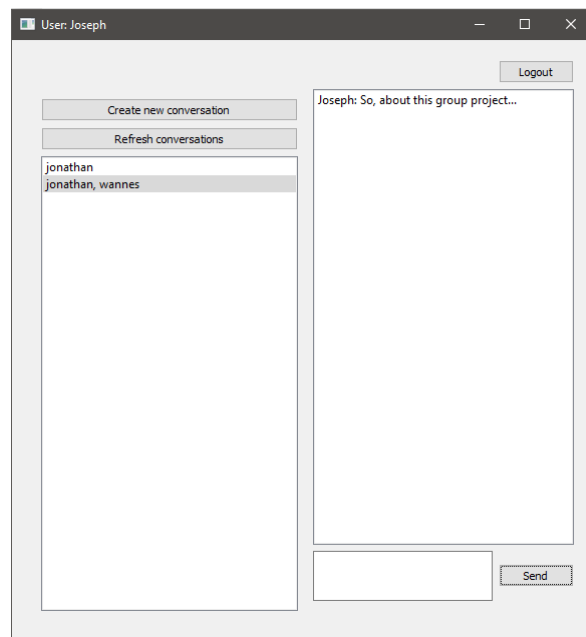 User: Joseph
Logout
Create new conversation
Refresh conversations
jonathan
jonathan, wannes
Joseph: So, about this group project...
Send